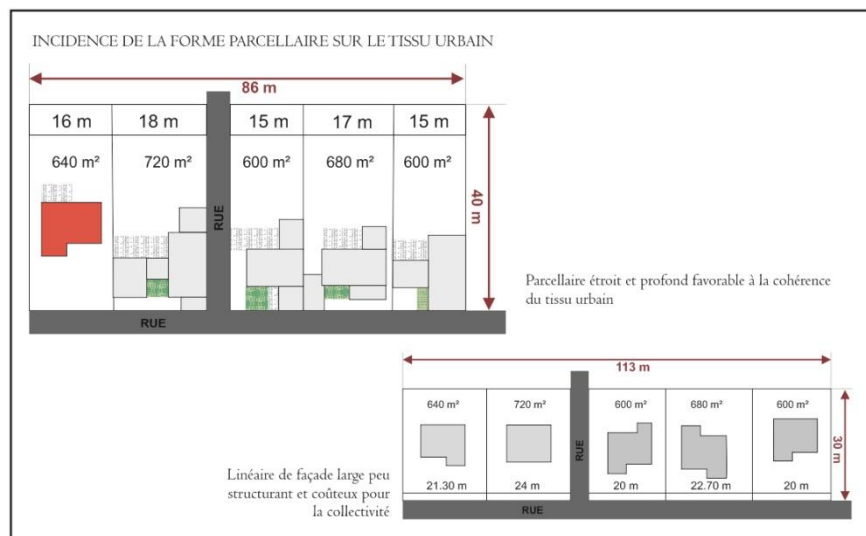 INCIDENCE DE LA FORME PARCELLAIRE SUR LE TISSU URBAIN
86 m
16 m
18 m
15 m
17 m
15 m
640 m²
720 m²
600 m²
680 m²
600 m²
RUE
40 m
RUE
Parcellaire étroit et profond favorable à la cohérence
du tissu urbain
113 m
640 m²
720 m²
600 m²
680 m²
600 m²
RUE
30 m
21.30 m
24 m
20 m
22.70 m
20 m
RUE
Linéaire de façade large peu
structurant et coûteux pour
la collectivité